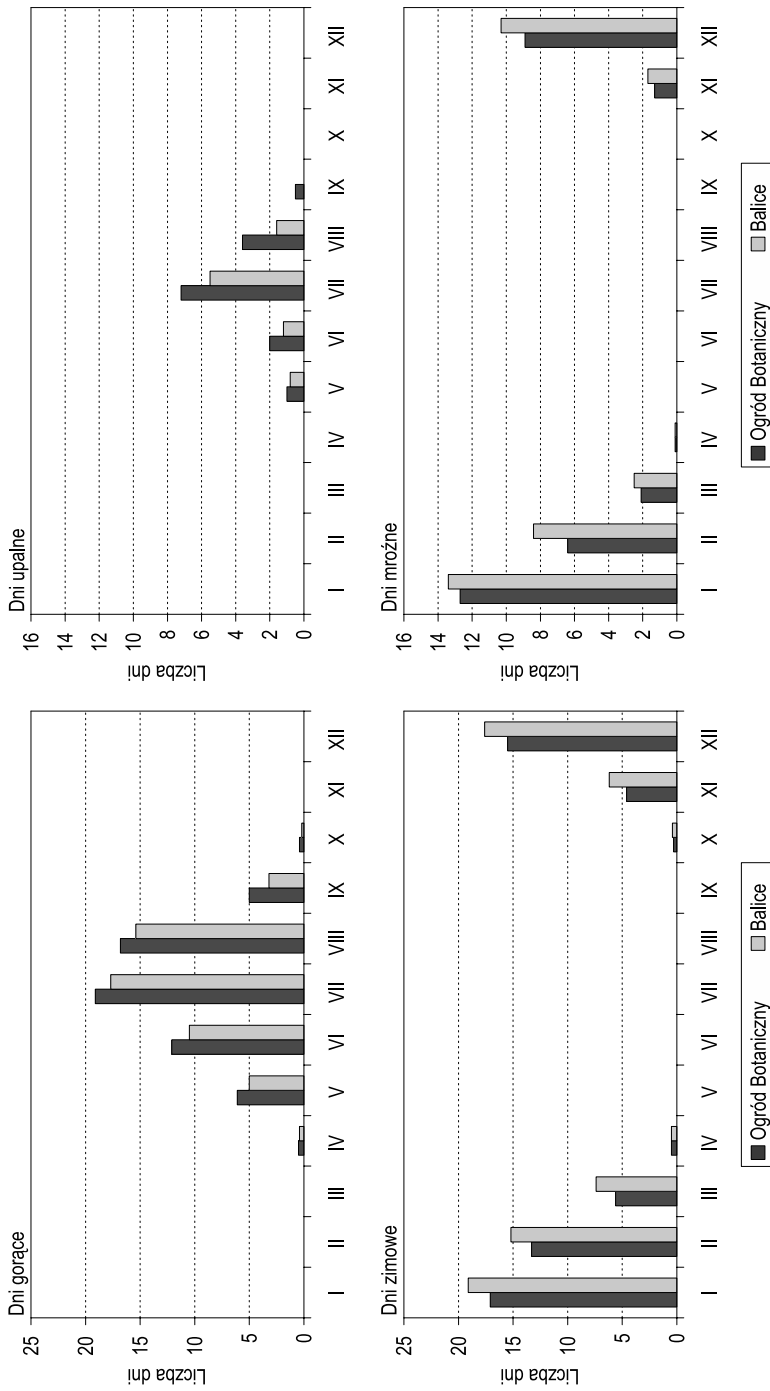 Dni gorące
Liczba dni
25
20
15
10
5
0
I II III IV V VI VII VIII IX X XI XII
Dni upalne
Liczba dni
16
14
12
10
8
6
4
2
0
I II III IV V VI VII VIII IX X XI XII
Dni zimowe
Liczba dni
25
20
15
10
5
0
I II III IV V VI VII VIII IX X XI XII
Ogród Botaniczny Balice
Dni mroźne
Liczba dni
16
14
12
10
8
6
4
2
0
I II III IV V VI VII VIII IX X XI XII
Ogród Botaniczny Balice